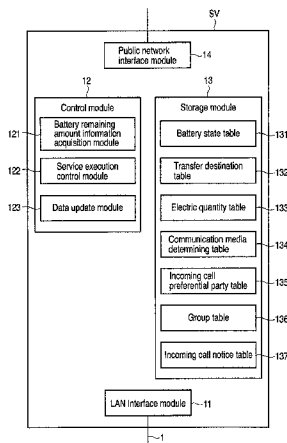 SV
Public network
interface module
14
12
Control module
121
Battery remaining
amount information
acquisition module
122
Service execution
control module
123
Data update module
13
Storage module
Battery state table
131
Transfer destination
table
132
Electric quantity table
133
Communication media
determining table
134
Incoming call
preferential party table
135
Group table
136
Incoming call notice table
137
LAN Interface module
11
1